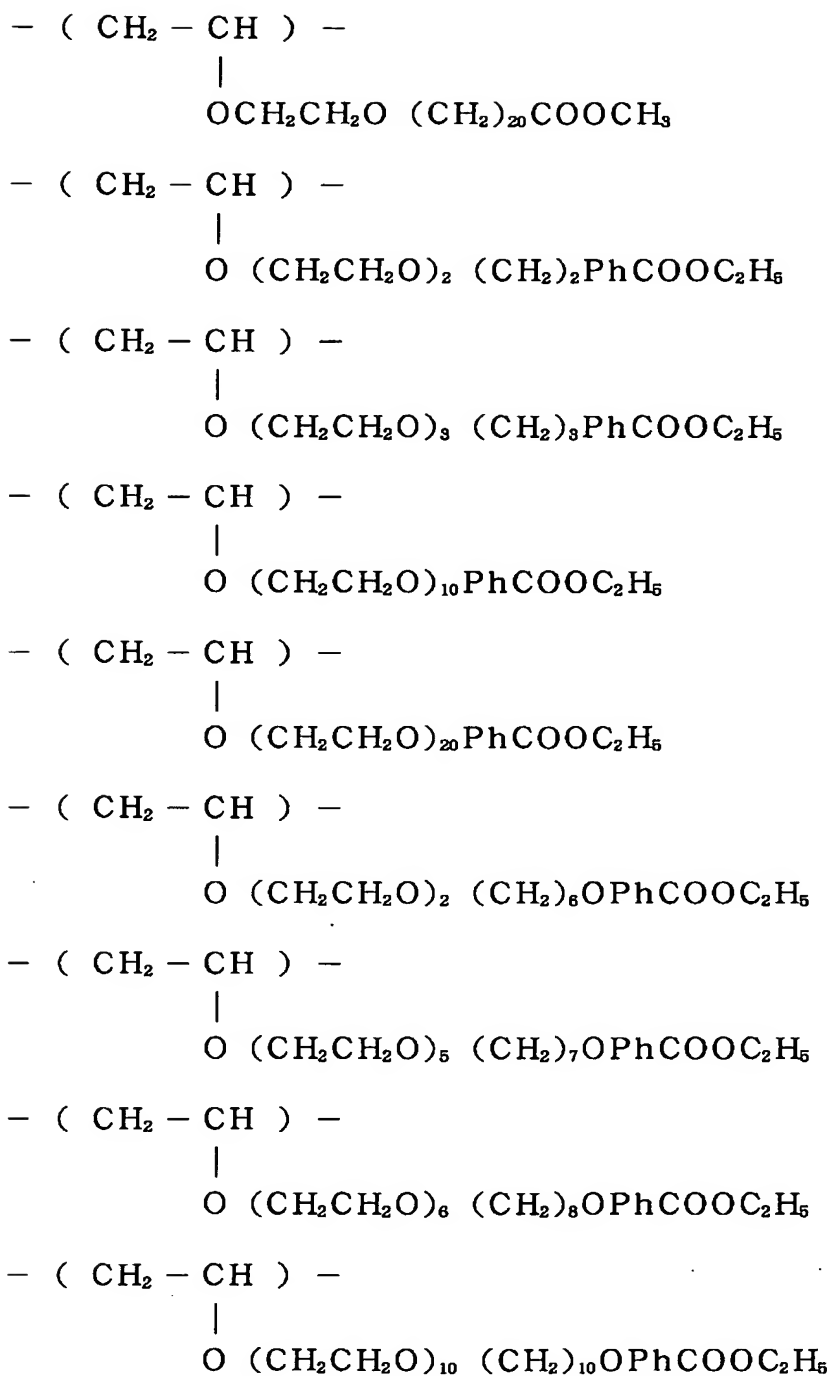 — ( CH₂ — CH ) —
|
OCH₂CH₂O (CH₂)₂₀COOCH₃
— ( CH₂ — CH ) —
|
O (CH₂CH₂O)₂ (CH₂)₂PhCOOC₂H₅
— ( CH₂ — CH ) —
|
O (CH₂CH₂O)₃ (CH₂)₃PhCOOC₂H₅
— ( CH₂ — CH ) —
|
O (CH₂CH₂O)₁₀PhCOOC₂H₅
— ( CH₂ — CH ) —
|
O (CH₂CH₂O)₂₀PhCOOC₂H₅
— ( CH₂ — CH ) —
|
O (CH₂CH₂O)₂ (CH₂)₆OPhCOOC₂H₅
— ( CH₂ — CH ) —
|
O (CH₂CH₂O)₅ (CH₂)₇OPhCOOC₂H₅
— ( CH₂ — CH ) —
|
O (CH₂CH₂O)₆ (CH₂)₈OPhCOOC₂H₅
— ( CH₂ — CH ) —
|
O (CH₂CH₂O)₁₀ (CH₂)₁₀OPhCOOC₂H₅